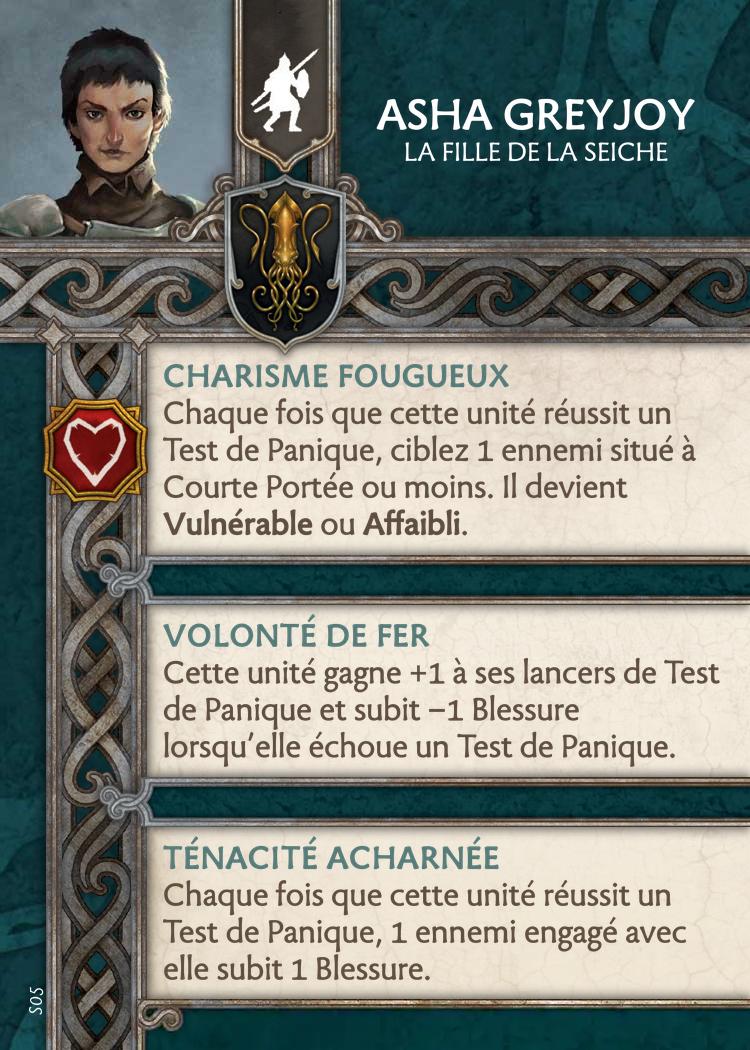 ASHA GREYJOY
LA FILLE DE LA SEICHE
CHARISME FOUGUEUX
Chaque fois que cette unité réussit un
Test de Panique, ciblez 1 ennemi situé à
Courte Portée ou moins. Il devient
Vulnérable ou Affaibli.
VOLONTÉ DE FER
Cette unité gagne +1 à ses lancers de Test
de Panique et subit −1 Blessure
lorsqu'elle échoue un Test de Panique.
TÉNACITÉ ACHARNÉE
Chaque fois que cette unité réussit un
Test de Panique, 1 ennemi engagé avec
elle subit 1 Blessure.
S05